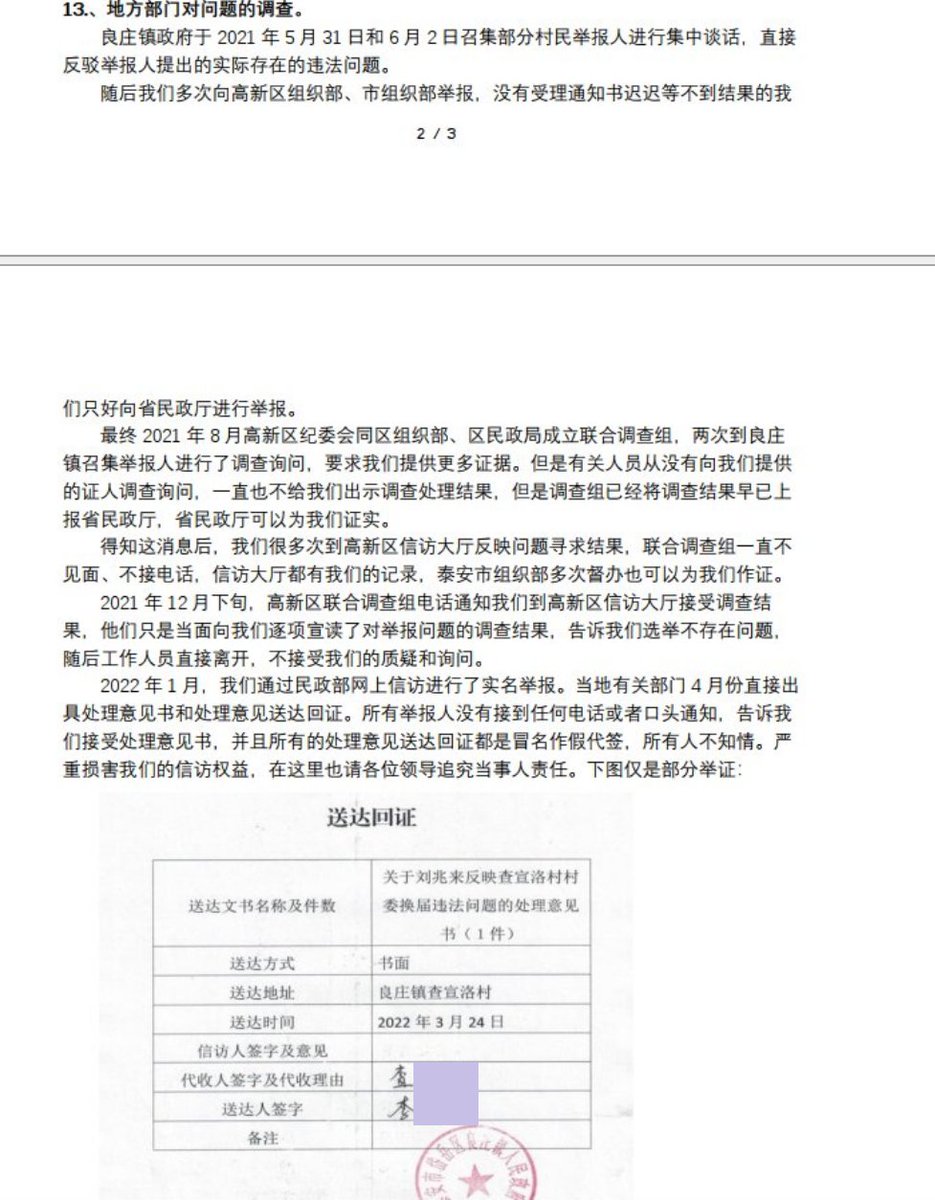 13.、地方部门对问题的调查。
良庄镇政府于 2021 年 5 月 31 日和 6 月 2 日召集部分村民举报人进行集中谈话，直接
反驳举报人提出的实际存在的违法问题。
随后我们多次向高新区组织部、市组织部举报，没有受理通知书迟迟等不到结果的我
2 / 3
们只好向省民政厅进行举报。
最终 2021 年 8 月高新区纪委会同区组织部、区民政局成立联合调查组，两次到良庄
镇召集举报人进行了调查询问，要求我们提供更多证据。但是有关人员从没有向我们提供
的证人调查询问，一直也不给我们出示调查处理结果，但是调查组已经将调查结果早已上
报省民政厅，省民政厅可以为我们证实。
得知这消息后，我们很多次到高新区信访大厅反映问题寻求结果，联合调查组一直不
见面、不接电话，信访大厅都有我们的记录，泰安市组织部多次督办也可以为我们作证。
2021 年 12 月下旬，高新区联合调查组电话通知我们到高新区信访大厅接受调查结
果，他们只是当面向我们逐项宣读了对举报问题的调查结果，告诉我们选举不存在问题，
随后工作人员直接离开，不接受我们的质疑和询问。
2022 年 1 月，我们通过民政部网上信访进行了实名举报。当地有关部门 4 月份直接出
具处理意见书和处理意见送达回证。所有举报人没有接到任何电话或者口头通知，告诉我
们接受处理意见书，并且所有的处理意见送达回证都是冒名作假代签，所有人不知情。严
重损害我们的信访权益，在这里也请各位领导追究当事人责任。下图仅是部分举证：
送达回证
送达文书名称及件数
关于刘兆来反映查宣洛村村
委换届违法问题的处理意见
书（1 件）
送达方式 书面
送达地址 良庄镇查宣洛村
送达时间 2022 年 3 月 24 日
信访人签字及意见
代收人签字及代收理由 查
送达人签字 李
备注
安市岱岳区良庄镇人民政府